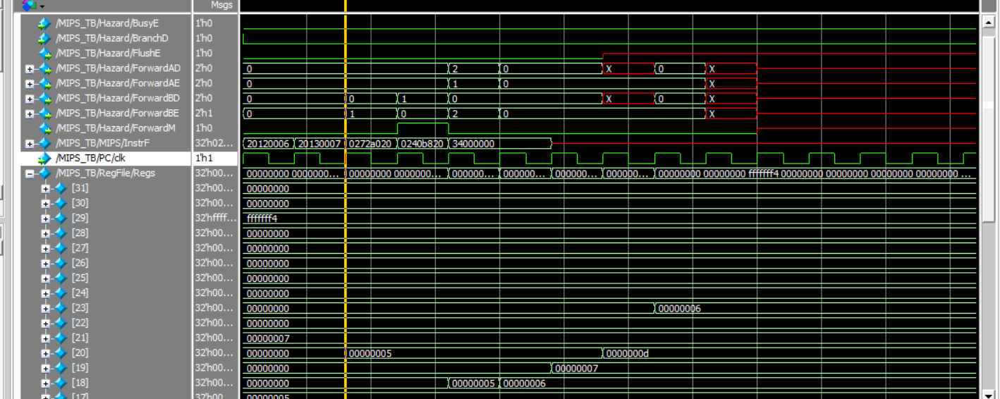 Msgs
/MIPS_TB/Hazard/BusyE 1'h0
/MIPS_TB/Hazard/BranchD 1'h0
/MIPS_TB/Hazard/FlushE 1'h0
/MIPS_TB/Hazard/ForwardAD 2'h0 0 2 0 X 0 X
/MIPS_TB/Hazard/ForwardAE 2'h0 0 1 0 X
/MIPS_TB/Hazard/ForwardBD 2'h0 0 0 1 0 X 0 X
/MIPS_TB/Hazard/ForwardBE 2'h1 0 1 0 2 0 X
/MIPS_TB/Hazard/ForwardM 1'h0
/MIPS_TB/MIPS/InstrF 32'h02... 20120006 20130007 0272a020 0240b820 34000000
/MIPS_TB/PC/clk 1'h1
/MIPS_TB/RegFile/Regs 32'h00... 00000000 0000000... 00000000 0000000... 000000... 000000... 000000... 000000... 00000000 00000000 fffffff4 00000000 00000000 00000000 00000000 ...
[31] 32'h00... 00000000
[30] 32'h00... 00000000
[29] 32'hffff... fffffff4
[28] 32'h00... 00000000
[27] 32'h00... 00000000
[26] 32'h00... 00000000
[25] 32'h00... 00000000
[24] 32'h00... 00000000
[23] 32'h00... 00000000 00000006
[22] 32'h00... 00000000
[21] 32'h00... 00000007
[20] 32'h00... 00000000 00000005 0000000d
[19] 32'h00... 00000000 00000007
[18] 32'h00... 00000000 00000005 00000006
[17] 32'h00 00000005